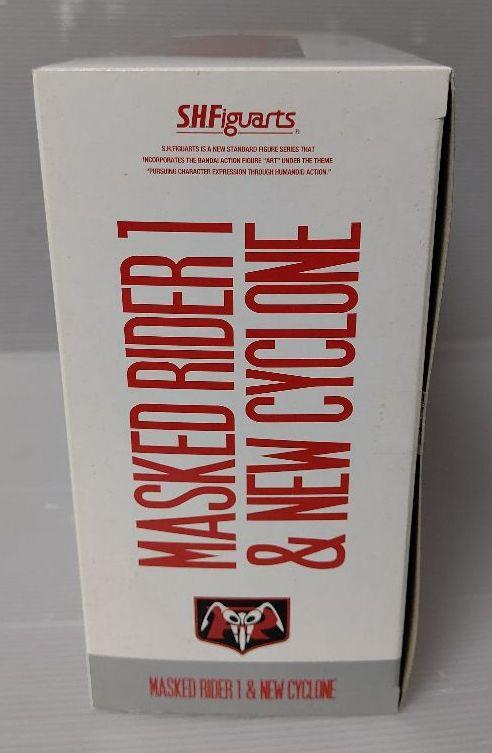 S.H.Figuarts
S.H.FIGUARTS IS A NEW STANDARD FIGURE SERIES THAT
INCORPORATES THE BANDAI ACTION FIGURE "ART" UNDER THE THEME
"PURSUING CHARACTER EXPRESSION THROUGH HUMANOID ACTION."
MASKED RIDER 1
& NEW CYCLONE
MASKED RIDER 1 & NEW CYCLONE